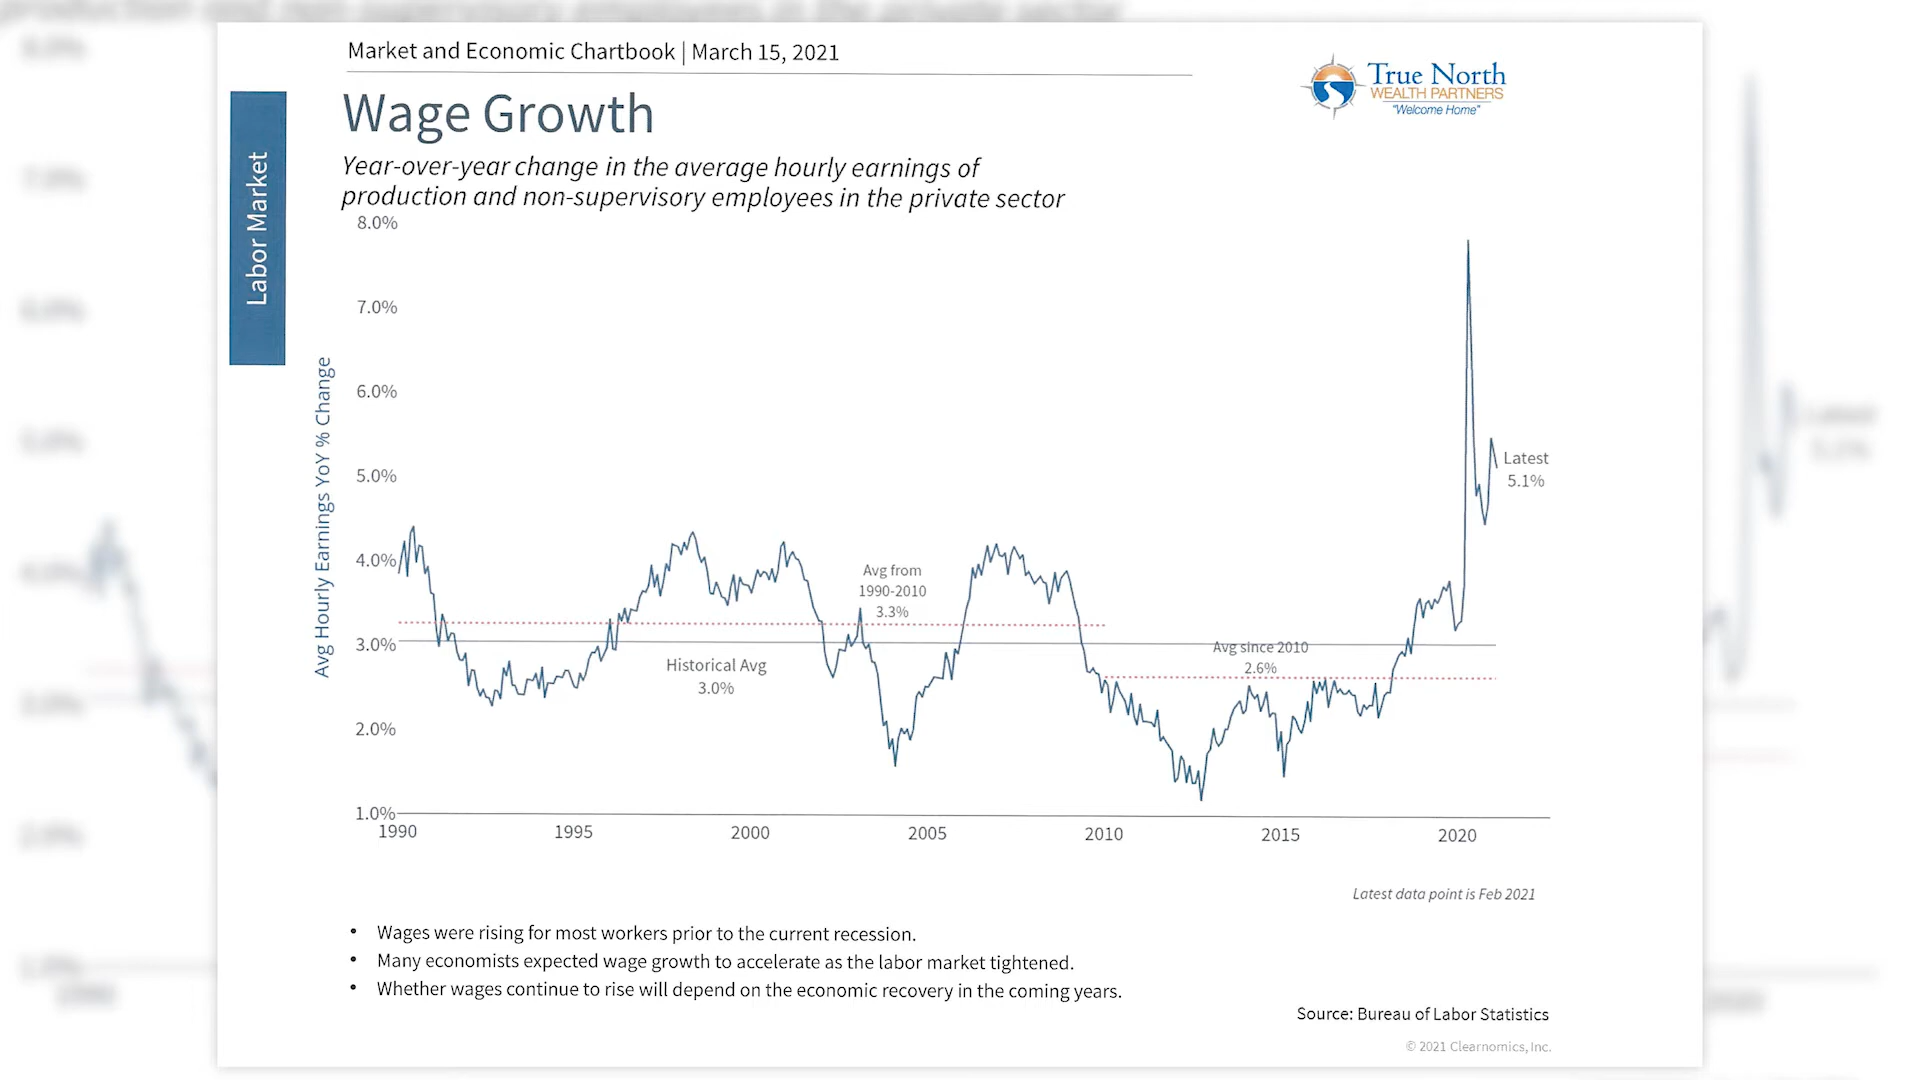 Market and Economic Chartbook | March 15, 2021
True North
WEALTH PARTNERS
"Welcome Home"
Labor Market
Wage Growth
Year-over-year change in the average hourly earnings of
production and non-supervisory employees in the private sector
Avg Hourly Earnings YoY % Change
8.0%
7.0%
6.0%
5.0%
4.0%
3.0%
2.0%
1.0%
Latest
5.1%
Avg from
1990-2010
3.3%
Historical Avg
3.0%
Avg since 2010
2.6%
1990
1995
2000
2005
2010
2015
2020
Latest data point is Feb 2021
• Wages were rising for most workers prior to the current recession.
• Many economists expected wage growth to accelerate as the labor market tightened.
• Whether wages continue to rise will depend on the economic recovery in the coming years.
Source: Bureau of Labor Statistics
© 2021 Clearnomics, Inc.